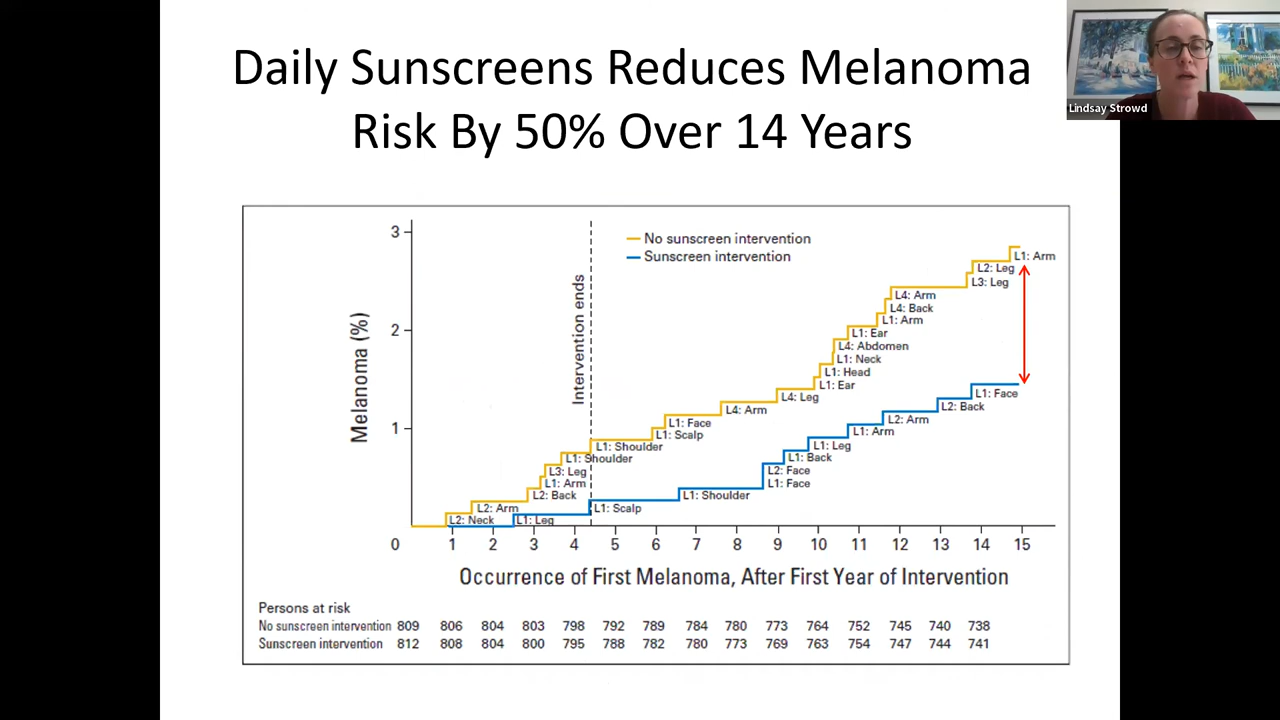 Daily Sunscreens Reduces Melanoma
Risk By 50% Over 14 Years
Lindsay Strowd
No sunscreen intervention
Sunscreen intervention
Intervention ends
Melanoma (%)
3
2
1
0
L1: Arm
L2: Leg
L3: Leg
L4: Arm
L4: Back
L1: Arm
L1: Ear
L4: Abdomen
L1: Neck
L1: Head
L1: Ear
L4: Leg
L4: Arm
L1: Face
L1: Scalp
L1: Shoulder
L1: Shoulder
L3: Leg
L1: Arm
L2: Back
L2: Arm
L2: Neck
L1: Face
L2: Back
L2: Arm
L1: Arm
L1: Leg
L1: Back
L2: Face
L1: Face
L1: Shoulder
L1: Scalp
L1: Leg
1 2 3 4 5 6 7 8 9 10 11 12 13 14 15
Occurrence of First Melanoma, After First Year of Intervention
Persons at risk
No sunscreen intervention 809 806 804 803 798 792 789 784 780 773 764 752 745 740 738
Sunscreen intervention 812 808 804 800 795 788 782 780 773 769 763 754 747 744 741